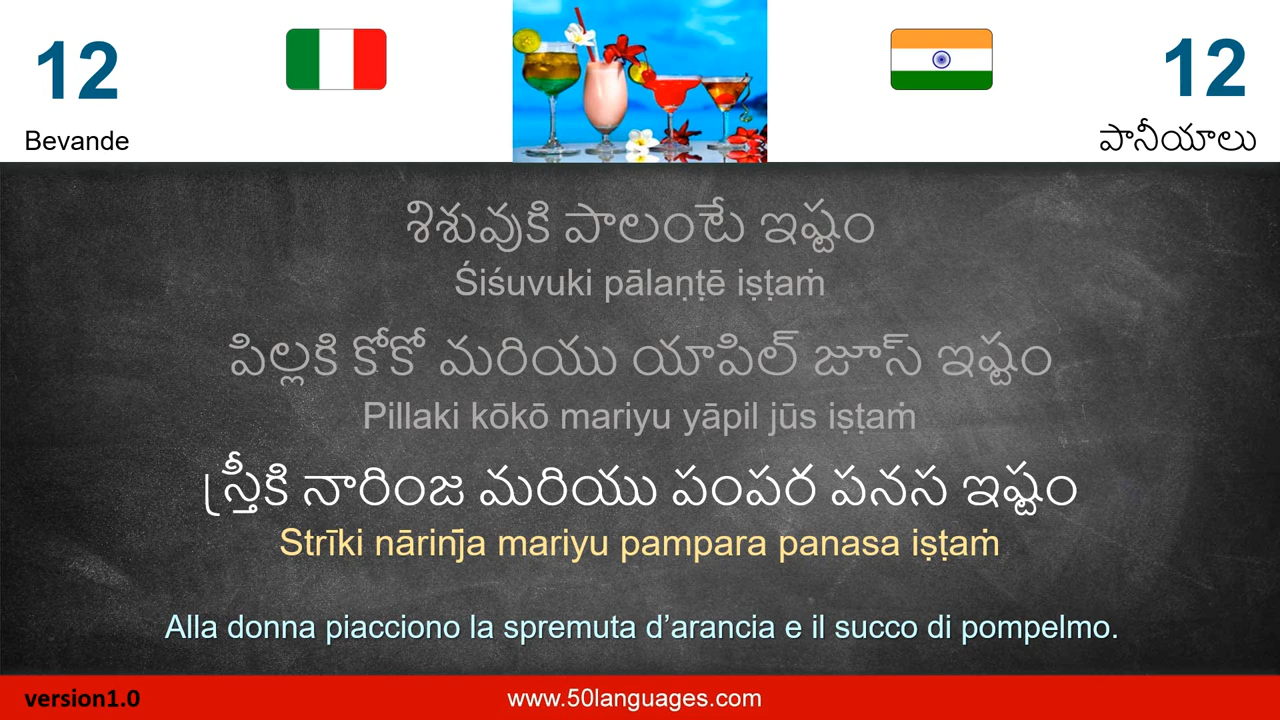 12
12
Bevande
పానీయాలు
శిశువుకి పాలంటే ఇష్టం
Śiśuvuki pālaṇṭē iṣṭaṁ
పిల్లకి కోకో మరియు యాపిల్ జూస్ ఇష్టం
Pillaki kōkō mariyu yāpil jūs iṣṭaṁ
స్త్రీకి నారింజ మరియు పంపర పనస ఇష్టం
Strīki nārin̄ja mariyu pampara panasa iṣṭaṁ
Alla donna piacciono la spremuta d’arancia e il succo di pompelmo.
version1.0
www.50languages.com